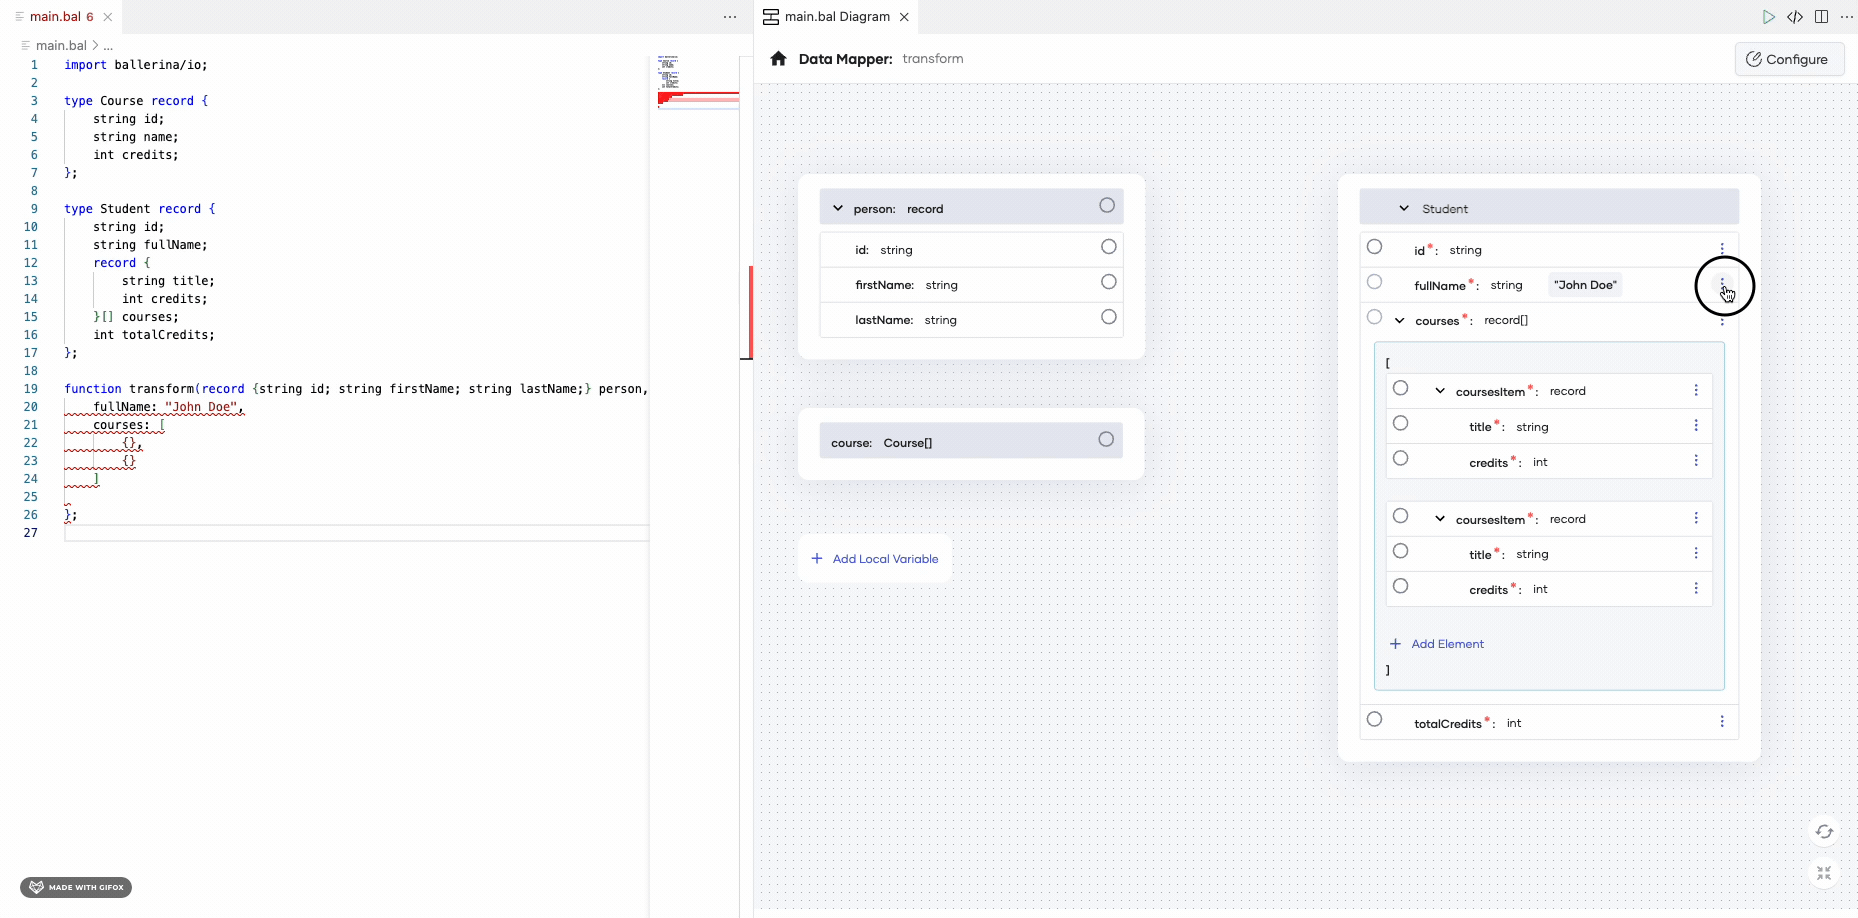 main.bal 6
main.bal > ...
1 import ballerina/io;
2
3 type Course record {
4 string id;
5 string name;
6 int credits;
7 };
8
9 type Student record {
10 string id;
11 string fullName;
12 record {
13 string title;
14 int credits;
15 }[] courses;
16 int totalCredits;
17 };
18
19 function transform(record {string id; string firstName; string lastName;} person,
20 fullName: "John Doe",
21 courses: [
22 {},
23 {}
24 ]
25
26 };
27
MADE WITH GIFOX
main.bal Diagram
Data Mapper: transform
Configure
person: record
id: string
firstName: string
lastName: string
course: Course[]
+ Add Local Variable
Student
id*: string
fullName*: string "John Doe"
courses*: record[]
[
coursesItem*: record
title*: string
credits*: int
coursesItem*: record
title*: string
credits*: int
+ Add Element
]
totalCredits*: int